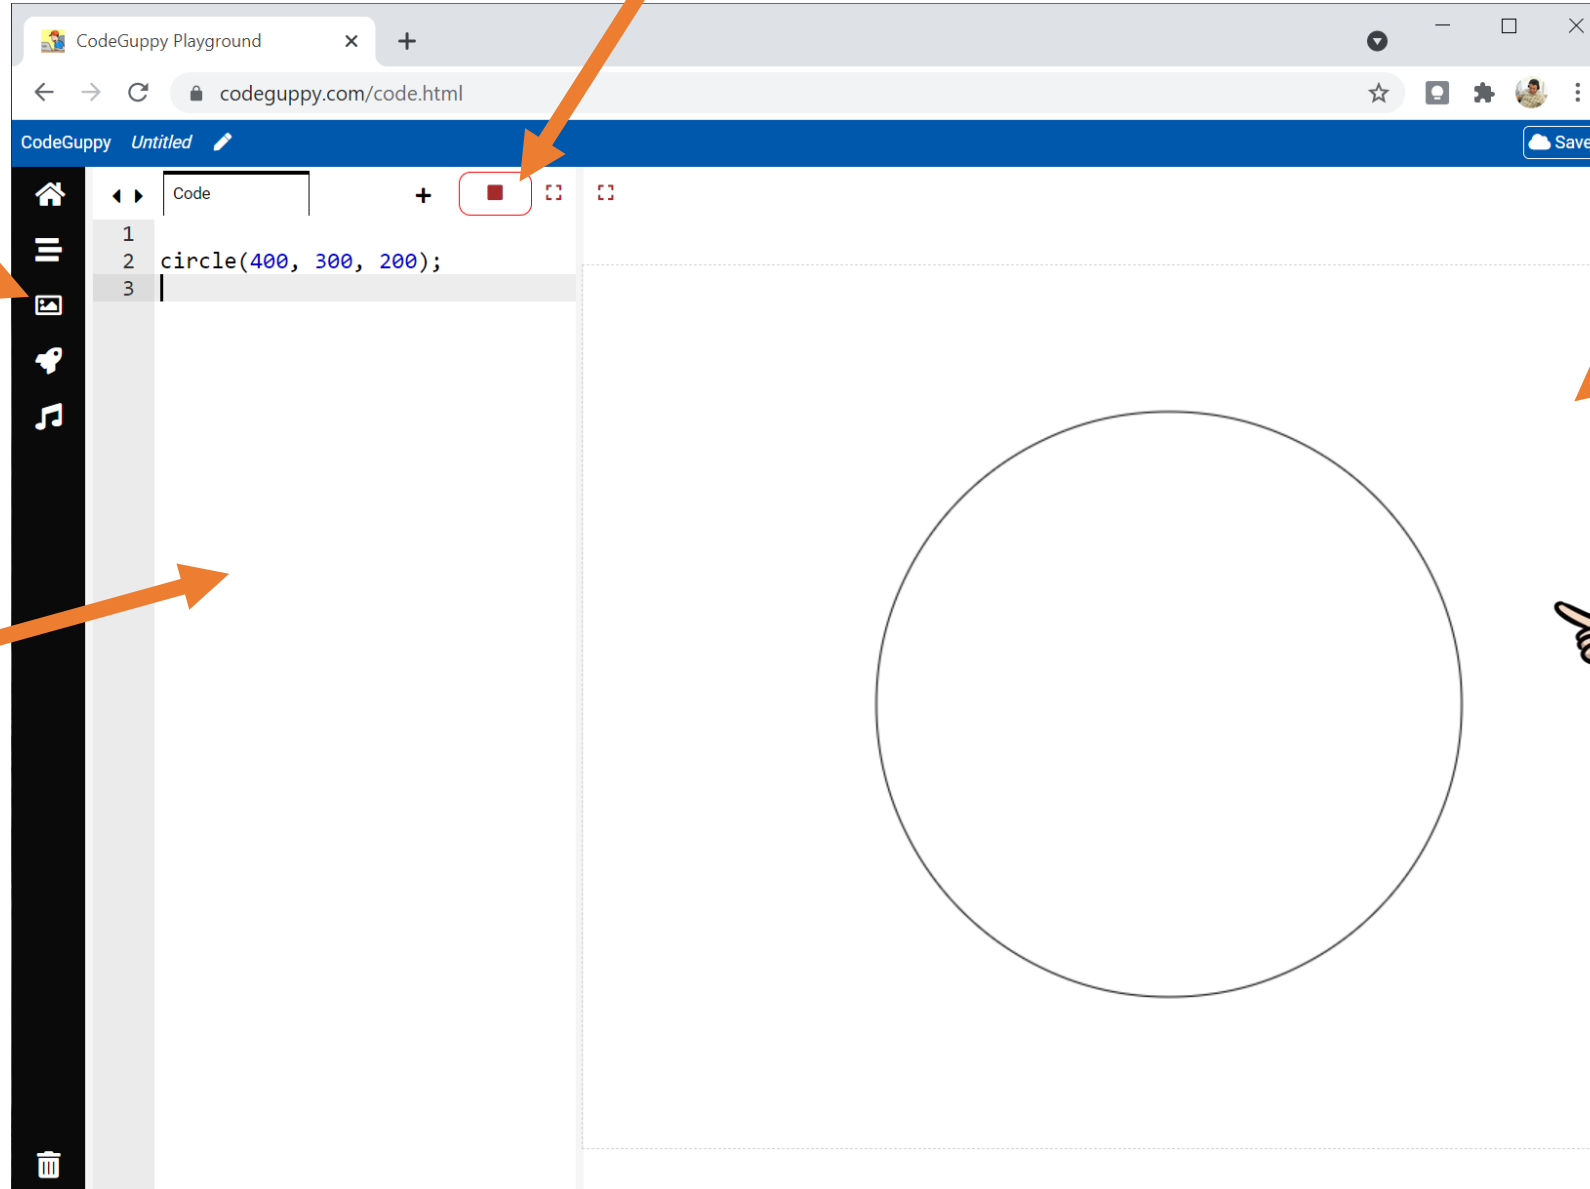 CodeGuppy Playground
codeguppy.com/code.html
CodeGuppy Untitled
Save
Code
1
2 circle(400, 300, 200);
3